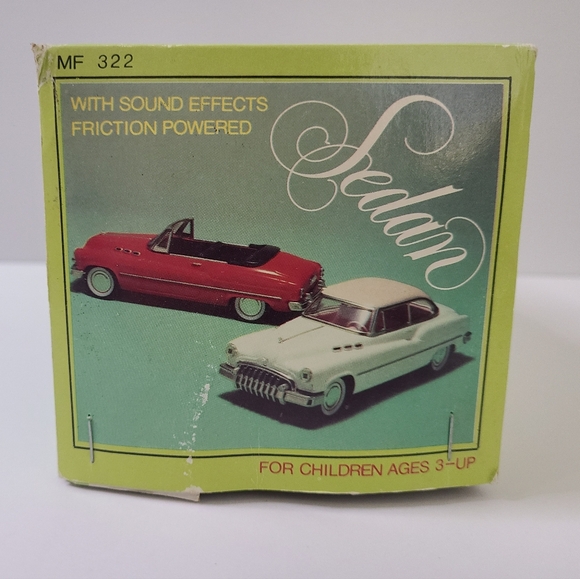 MF 322
WITH SOUND EFFECTS
FRICTION POWERED
Sedan
FOR CHILDREN AGES 3-UP